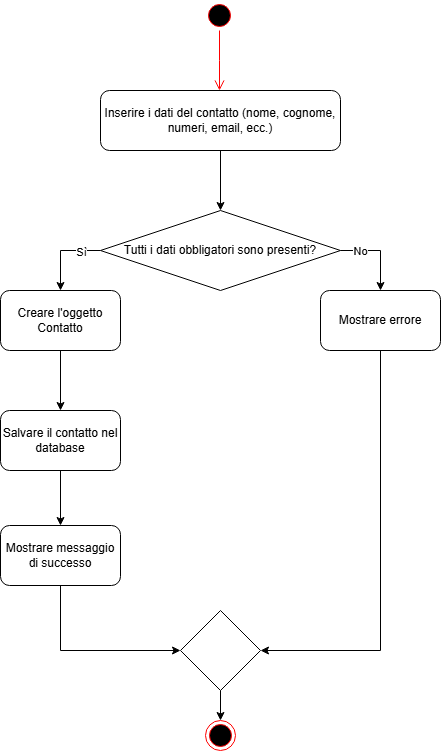 Inserire i dati del contatto (nome, cognome,
numeri, email, ecc.)
Tutti i dati obbligatori sono presenti?
Sì
No
Creare l'oggetto
Contatto
Mostrare errore
Salvare il contatto nel
database
Mostrare messaggio
di successo